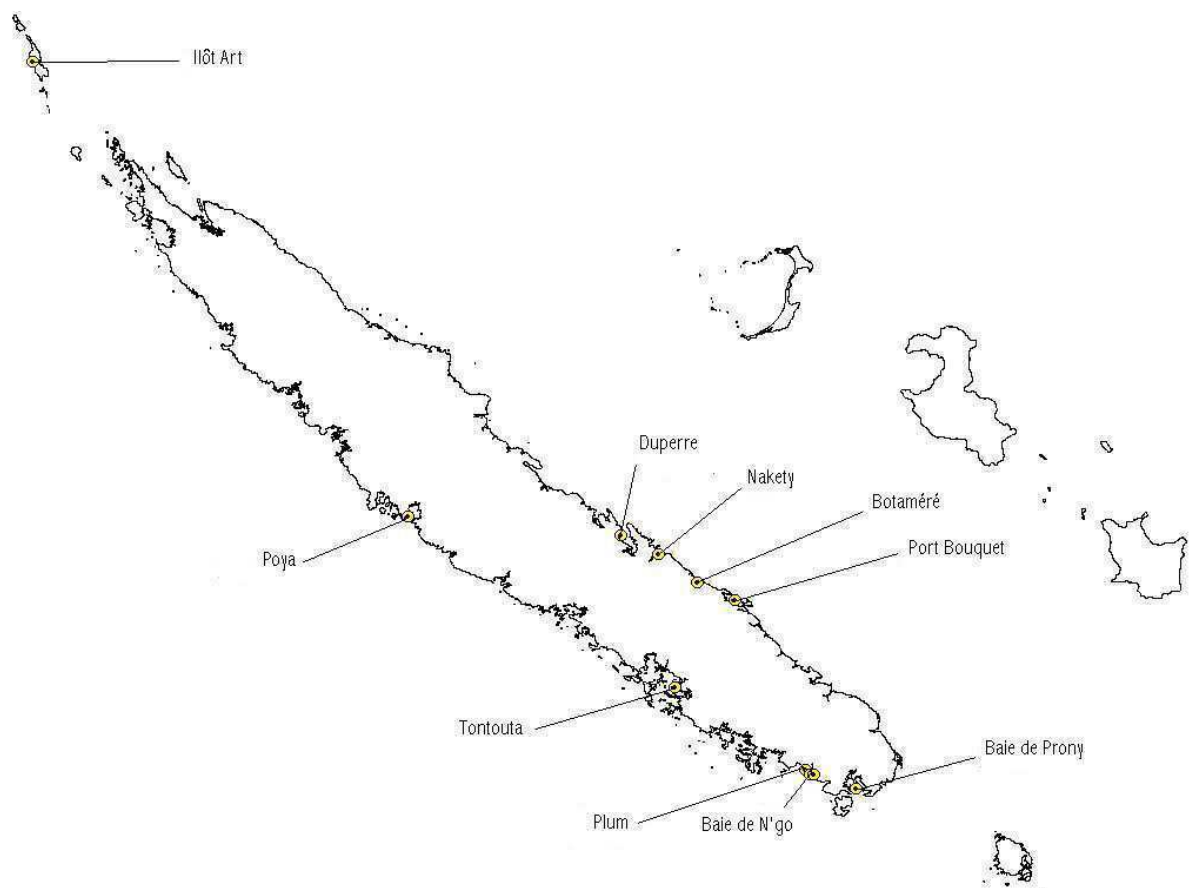 Ilôt Art
Duperre
Nakety
Botaméré
Port Bouquet
Poya
Tontouta
Baie de Prony
Plum
Baie de N'go